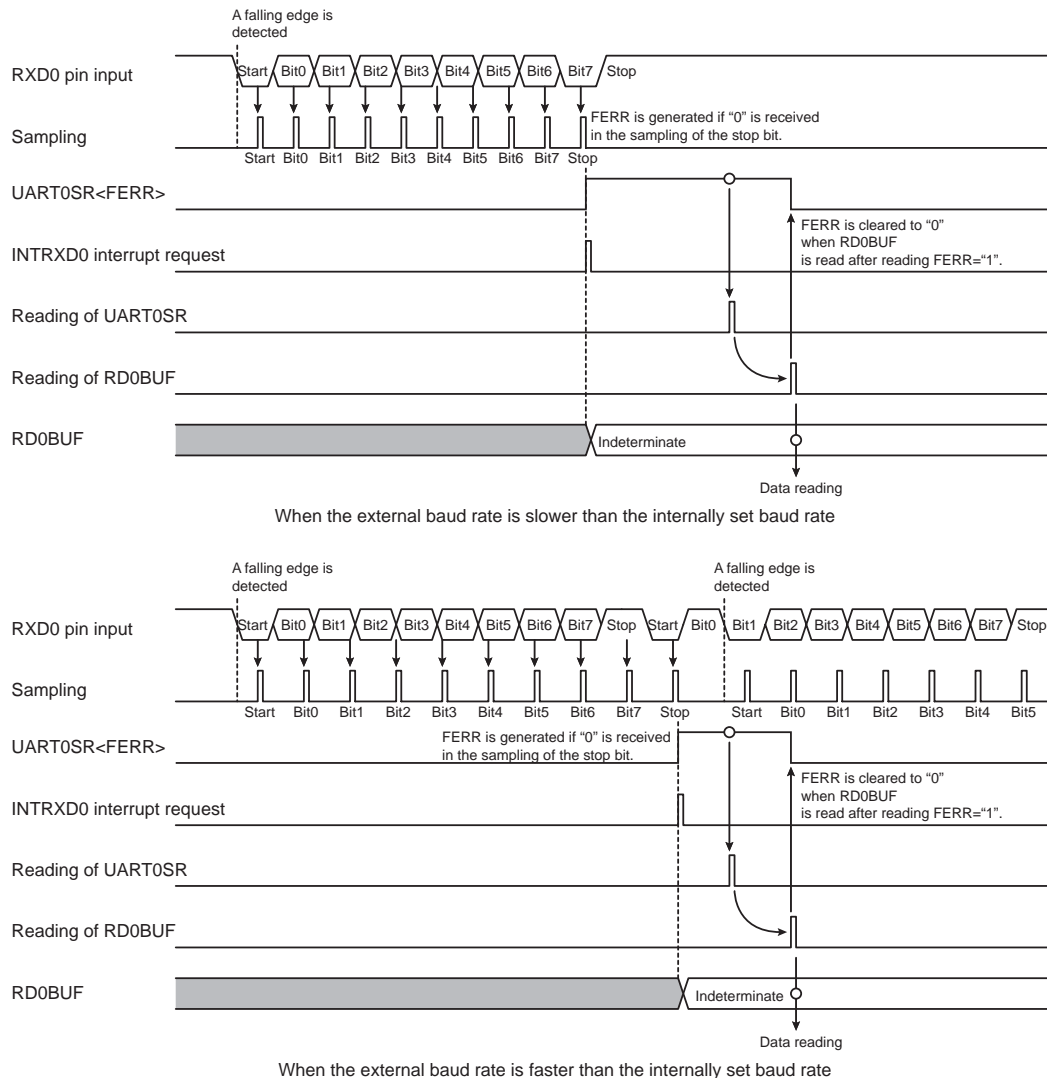 A falling edge is
detected
RXD0 pin input
Start Bit0 Bit1 Bit2 Bit3 Bit4 Bit5 Bit6 Bit7 Stop
FERR is generated if “0” is received
in the sampling of the stop bit.
Sampling
Start Bit0 Bit1 Bit2 Bit3 Bit4 Bit5 Bit6 Bit7 Stop
UART0SR<FERR>
FERR is cleared to “0”
when RD0BUF
is read after reading FERR=“1”.
INTRXD0 interrupt request
Reading of UART0SR
Reading of RD0BUF
RD0BUF
Indeterminate
Data reading
When the external baud rate is slower than the internally set baud rate
A falling edge is
detected
A falling edge is
detected
RXD0 pin input
Start Bit0 Bit1 Bit2 Bit3 Bit4 Bit5 Bit6 Bit7 Stop Start Bit0 Bit1 Bit2 Bit3 Bit4 Bit5 Bit6 Bit7 Stop
Sampling
Start Bit0 Bit1 Bit2 Bit3 Bit4 Bit5 Bit6 Bit7 Stop Start Bit0 Bit1 Bit2 Bit3 Bit4 Bit5
FERR is generated if “0” is received
in the sampling of the stop bit.
UART0SR<FERR>
FERR is cleared to “0”
when RD0BUF
is read after reading FERR=“1”.
INTRXD0 interrupt request
Reading of UART0SR
Reading of RD0BUF
RD0BUF
Indeterminate
Data reading
When the external baud rate is faster than the internally set baud rate